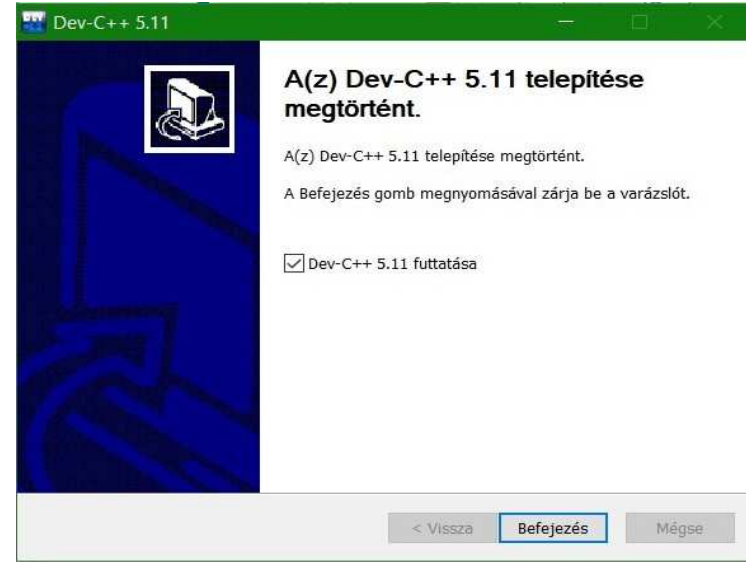 Dev-C++ 5.11
A(z) Dev-C++ 5.11 telepítése
megtörtént.
A(z) Dev-C++ 5.11 telepítése megtörtént.
A Befejezés gomb megnyomásával zárja be a varázslót.
Dev-C++ 5.11 futtatása
< Vissza
Befejezés
Mégse